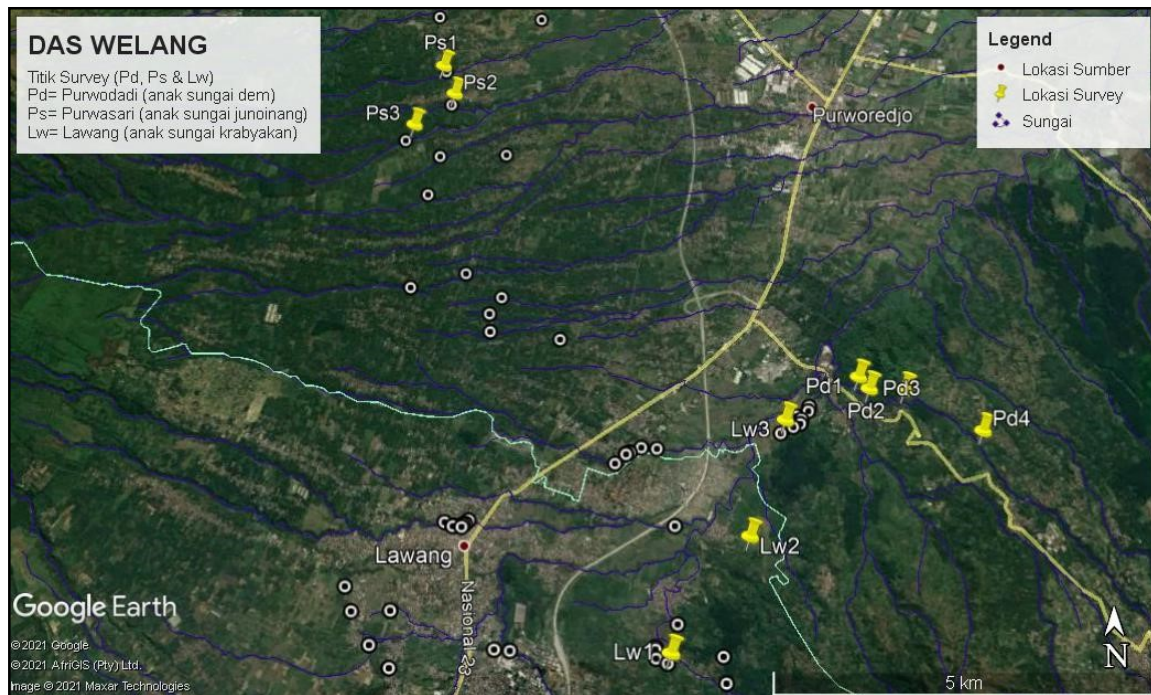 DAS WELANG
Titik Survey (Pd, Ps & Lw)
Pd= Purwodadi (anak sungai dem)
Ps= Purwasari (anak sungai junoinang)
Lw= Lawang (anak sungai krabyakan)
Legend
Lokasi Sumber
Lokasi Survey
Sungai
Ps1
Ps2
Ps3
Purworedjo
Pd1
Pd2
Pd3
Pd4
Lw3
Lw2
Lawang
Nasional 23
Lw1
Google Earth
© 2021 Google
© 2021 AfriGIS (Pty) Ltd.
Image © 2021 Maxar Technologies
N
5 km